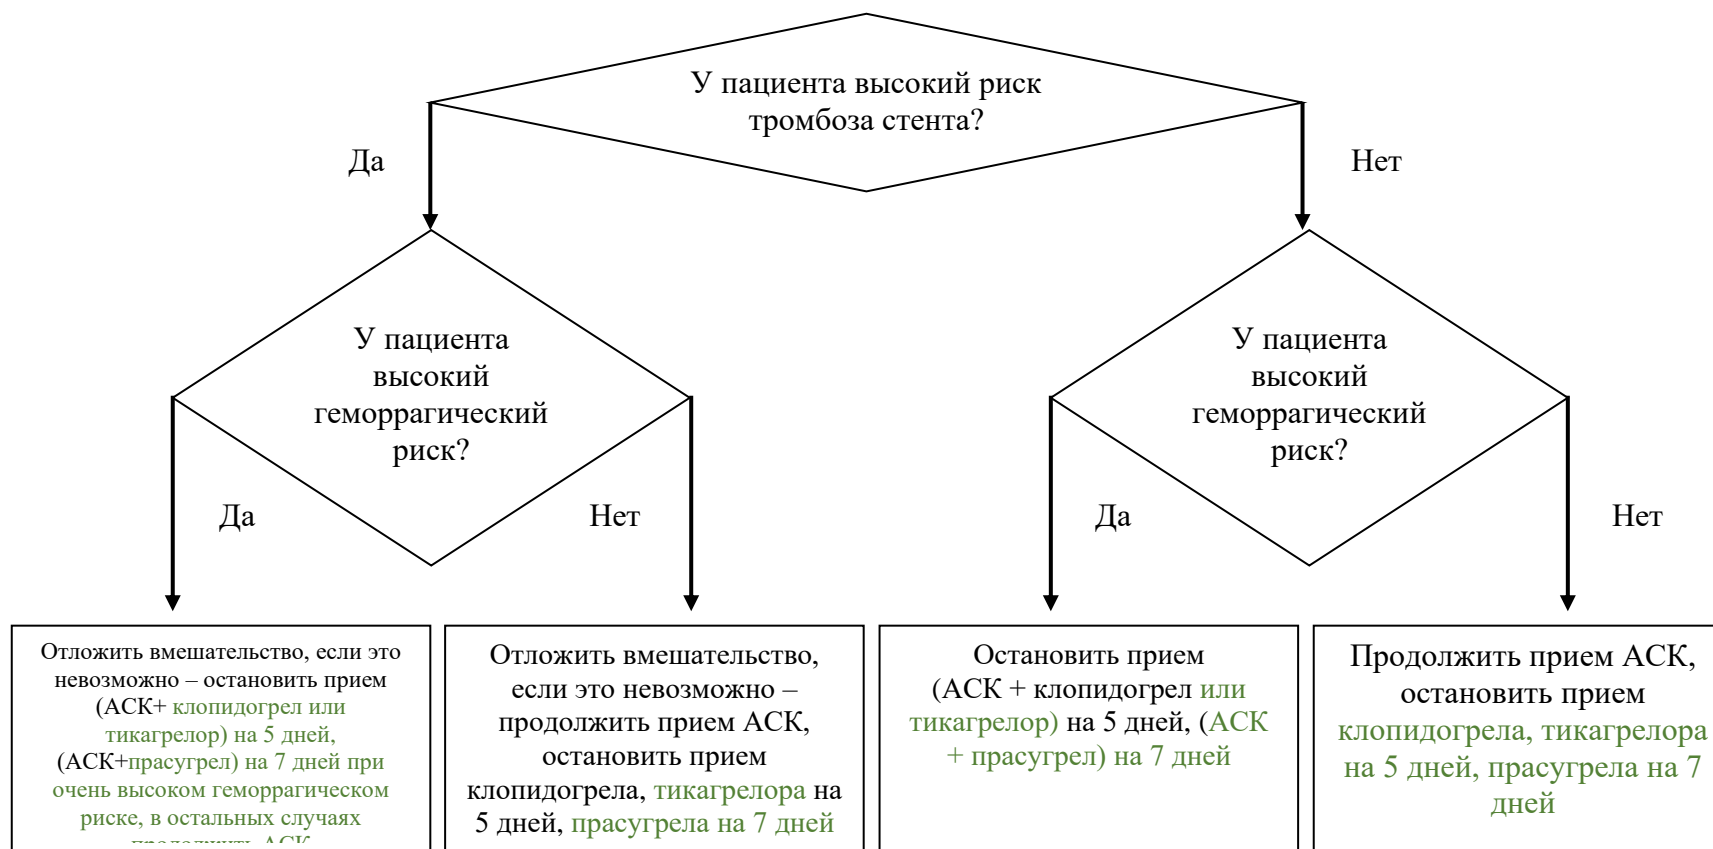 У пациента высокий риск
тромбоза стента?
Да
Нет
У пациента
высокий
геморрагический
риск?
У пациента
высокий
геморрагический
риск?
Да
Нет
Да
Нет
Отложить вмешательство, если это
невозможно – остановить прием
(АСК+ клопидогрел или
тикагрелор) на 5 дней,
(АСК+прасугрел) на 7 дней при
очень высоком геморрагическом
риске, в остальных случаях
продолжить АСК
Отложить вмешательство,
если это невозможно –
продолжить прием АСК,
остановить прием
клопидогрела, тикагрелора на
5 дней, прасугрела на 7 дней
Остановить прием
(АСК + клопидогрел или
тикагрелор) на 5 дней, (АСК
+ прасугрел) на 7 дней
Продолжить прием АСК,
остановить прием
клопидогрела, тикагрелора
на 5 дней, прасугрела на 7
дней